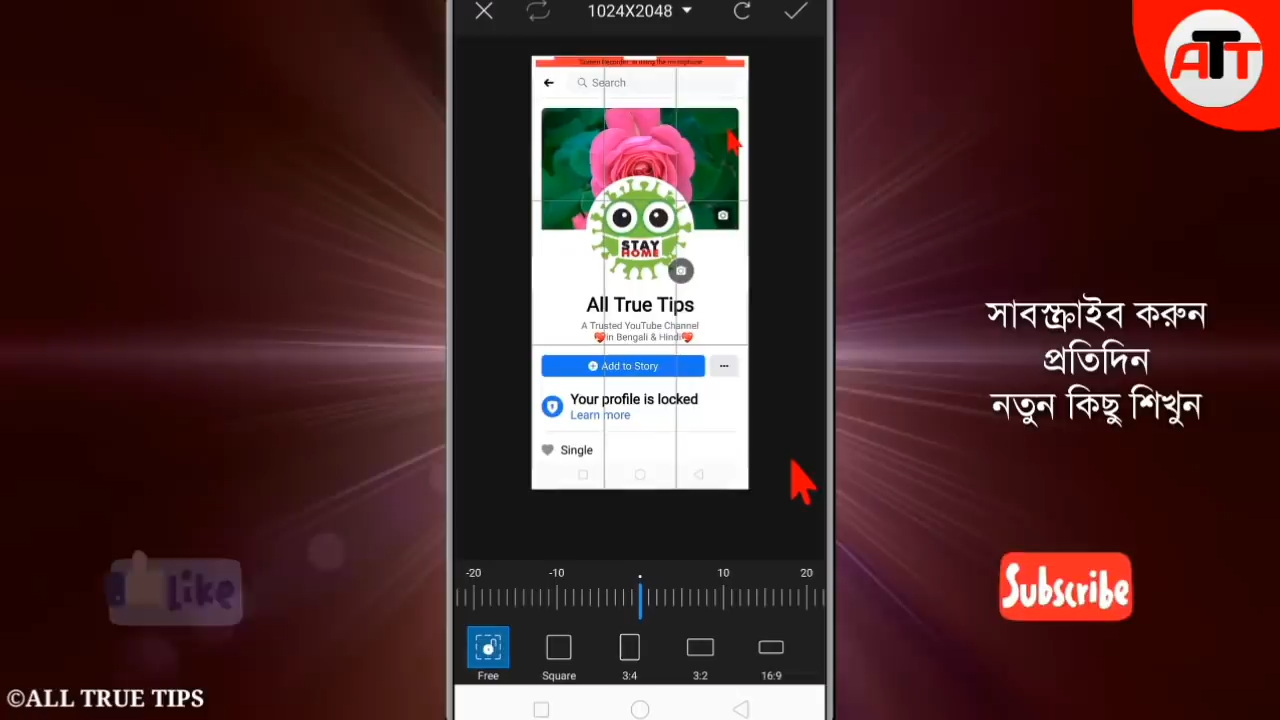 1024X2048
ATT
Screen Recorder is using the microphone
Search
STAY
HOME
All True Tips
A Trusted YouTube Channel
❤️in Bengali & Hindi❤️
Add to Story
...
Your profile is locked
Learn more
Single
সাবস্ক্রাইব করুন
প্রতিদিন
নতুন কিছু শিখুন
Like
Subscribe
-20 -10 10 20
Free Square 3:4 3:2 16:9
©ALL TRUE TIPS